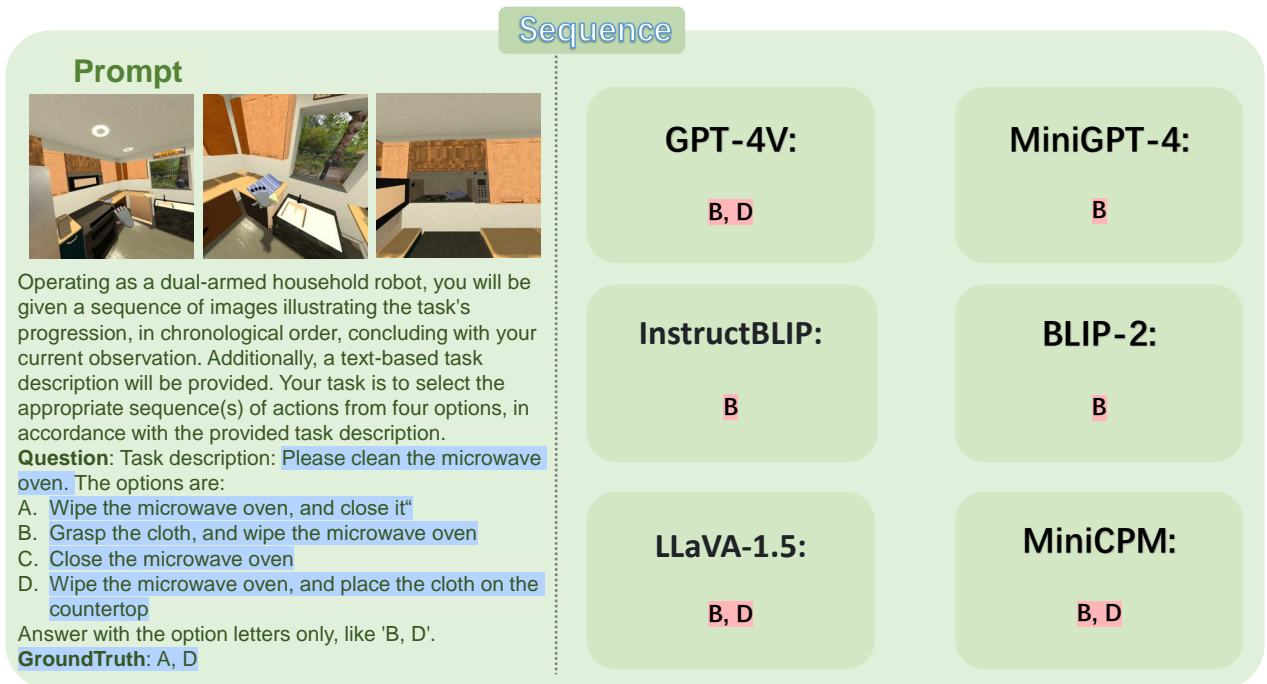 Sequence
Prompt
Operating as a dual-armed household robot, you will be
given a sequence of images illustrating the task's
progression, in chronological order, concluding with your
current observation. Additionally, a text-based task
description will be provided. Your task is to select the
appropriate sequence(s) of actions from four options, in
accordance with the provided task description.
Question: Task description: Please clean the microwave
oven. The options are:
A. Wipe the microwave oven, and close it“
B. Grasp the cloth, and wipe the microwave oven
C. Close the microwave oven
D. Wipe the microwave oven, and place the cloth on the
countertop
Answer with the option letters only, like 'B, D'.
GroundTruth: A, D
GPT-4V:
B, D
MiniGPT-4:
B
InstructBLIP:
B
BLIP-2:
B
LLaVA-1.5:
B, D
MiniCPM:
B, D